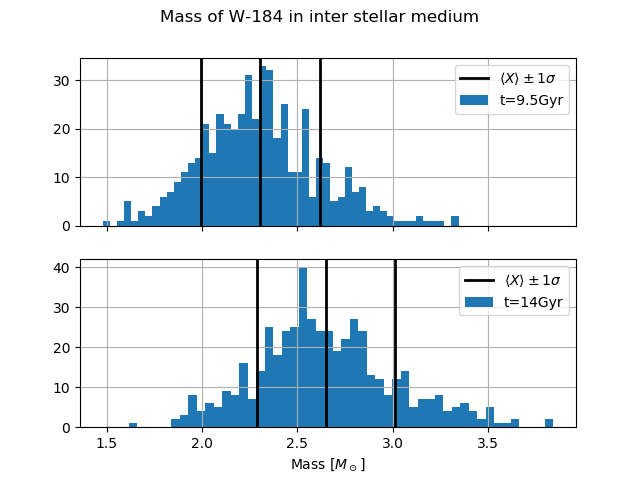 Mass of W-184 in inter stellar medium
30
20
10
0
⟨X⟩ ± 1σ
t=9.5Gyr
40
30
20
10
0
⟨X⟩ ± 1σ
t=14Gyr
1.5 2.0 2.5 3.0 3.5
Mass [M⊙]